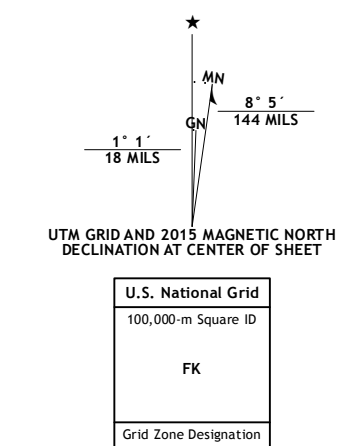 ★
MN
8° 5´
144 MILS
GN
1° 1´
18 MILS
UTM GRID AND 2015 MAGNETIC NORTH
DECLINATION AT CENTER OF SHEET
U.S. National Grid
100,000-m Square ID
FK
Grid Zone Designation